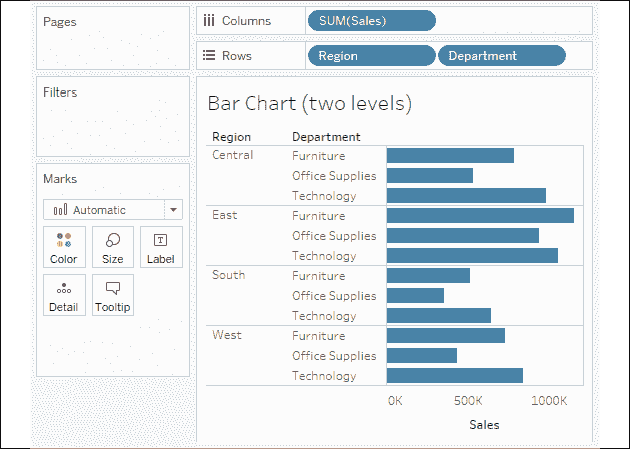 Pages
Columns SUM(Sales)
Rows Region Department
Filters
Marks
Automatic
Color Size Label
Detail Tooltip
Bar Chart (two levels)
Region Department
Central Furniture
Office Supplies
Technology
East Furniture
Office Supplies
Technology
South Furniture
Office Supplies
Technology
West Furniture
Office Supplies
Technology
0K 500K 1000K
Sales